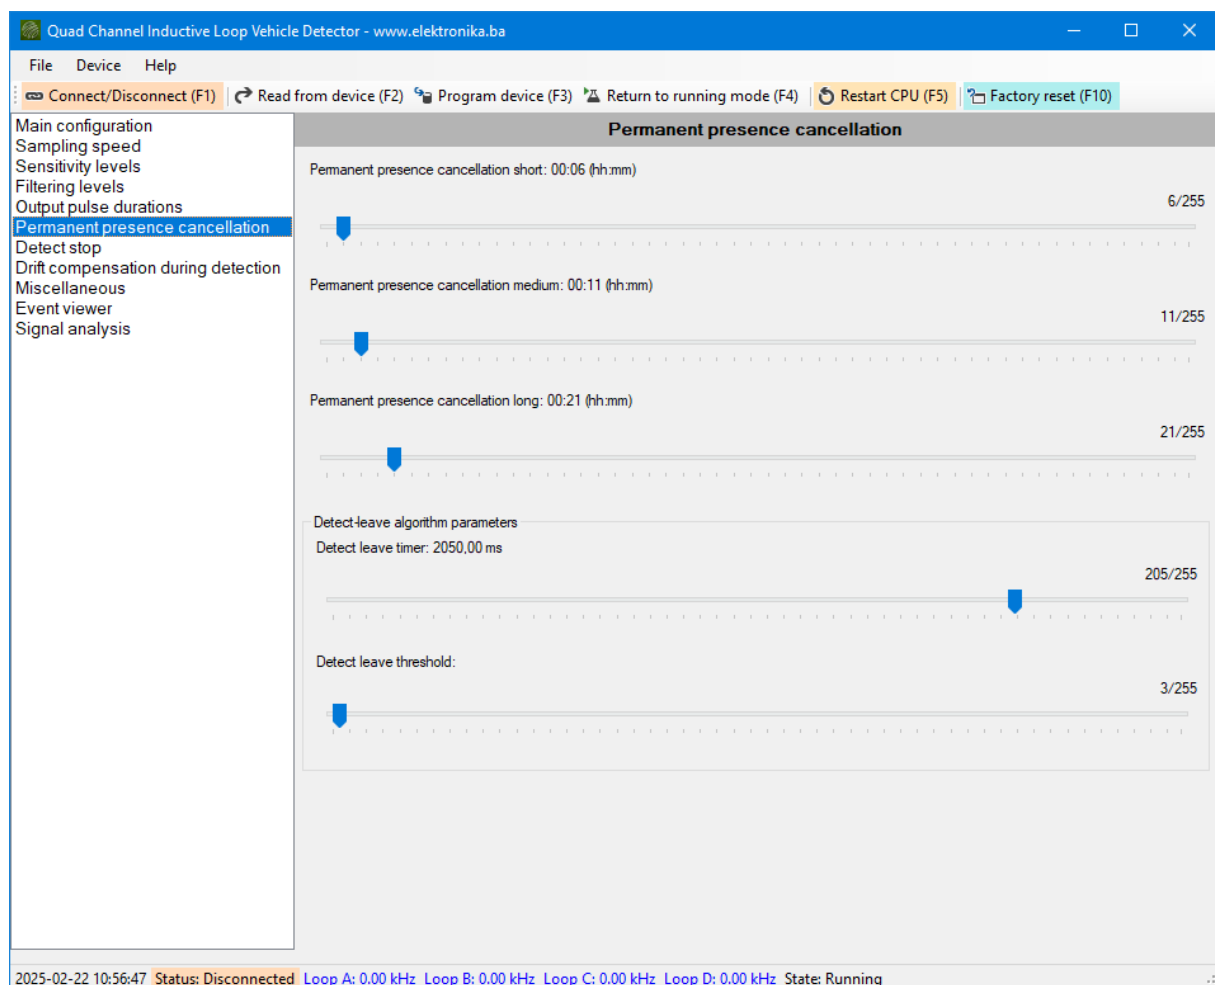 Quad Channel Inductive Loop Vehicle Detector - www.elektronika.ba
File Device Help
Connect/Disconnect (F1) Read from device (F2) Program device (F3) Return to running mode (F4) Restart CPU (F5) Factory reset (F10)
Main configuration
Sampling speed
Sensitivity levels
Filtering levels
Output pulse durations
Permanent presence cancellation
Detect stop
Drift compensation during detection
Miscellaneous
Event viewer
Signal analysis
Permanent presence cancellation
Permanent presence cancellation short: 00:06 (hh:mm)
6/255
Permanent presence cancellation medium: 00:11 (hh:mm)
11/255
Permanent presence cancellation long: 00:21 (hh:mm)
21/255
Detect-leave algorithm parameters
Detect leave timer: 2050,00 ms
205/255
Detect leave threshold:
3/255
2025-02-22 10:56:47 Status: Disconnected Loop A: 0.00 kHz Loop B: 0.00 kHz Loop C: 0.00 kHz Loop D: 0.00 kHz State: Running